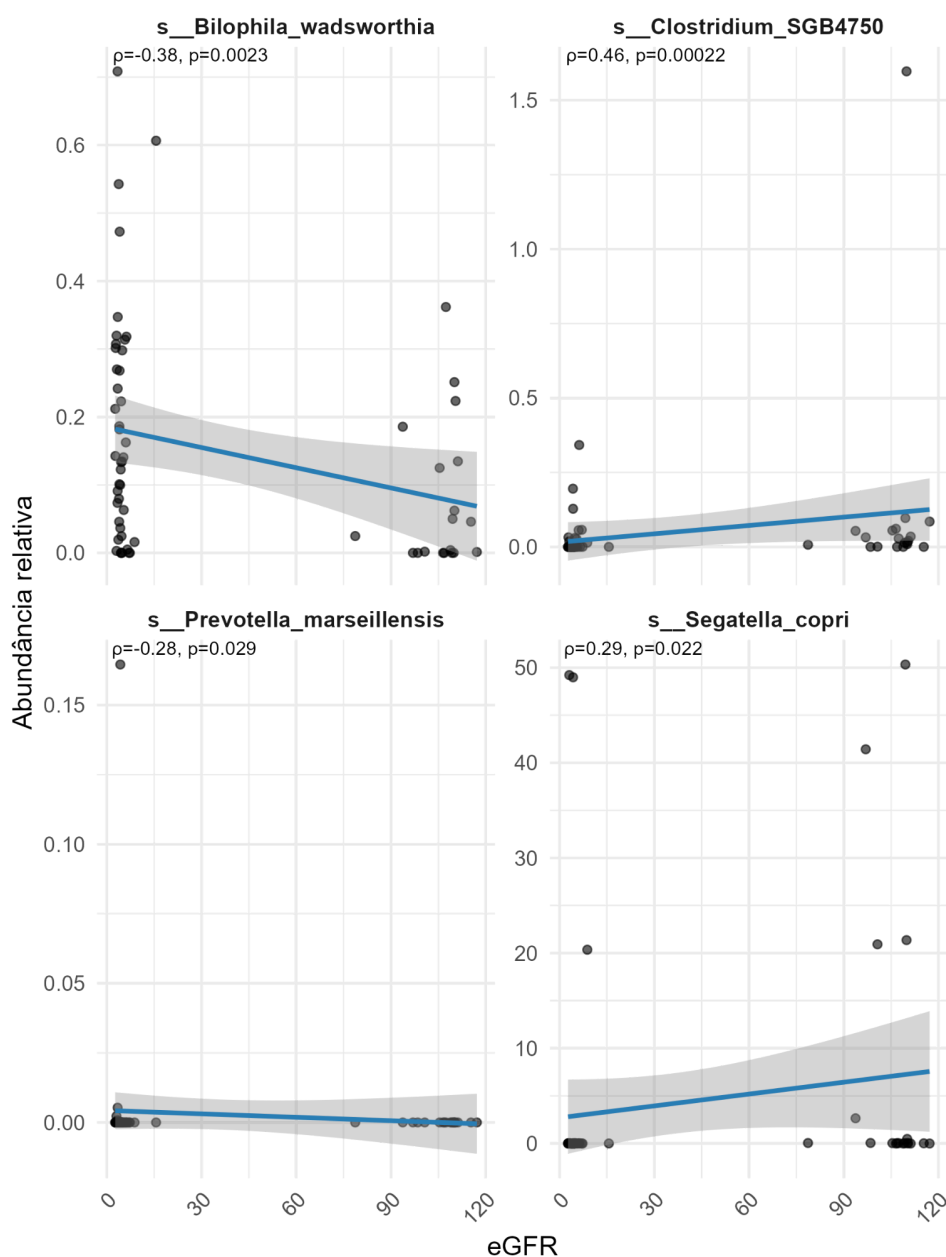 s__Bilophila_wadsworthia
ρ=-0.38, p=0.0023
0.6
0.4
0.2
0.0
s__Clostridium_SGB4750
ρ=0.46, p=0.00022
1.5
1.0
0.5
0.0
Abundância relativa
s__Prevotella_marseillensis
ρ=-0.28, p=0.029
0.15
0.10
0.05
0.00
0
30
60
90
120
s__Segatella_copri
ρ=0.29, p=0.022
50
40
30
20
10
0
0
30
60
90
120
eGFR